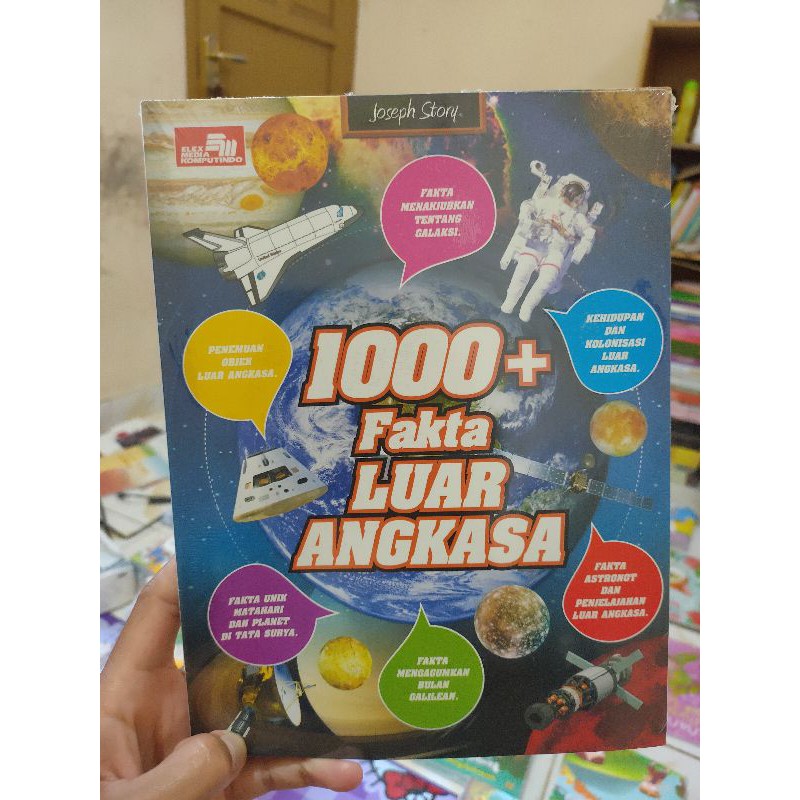 Joseph Story
ELEX
MEDIA
KOMPUTINDO
FAKTA
MENAKJUBKAN
TENTANG
GALAKSI.
KEHIDUPAN
DAN
KOLONISASI
LUAR
ANGKASA.
PENEMUAN
OBJEK
LUAR ANGKASA.
1000+
Fakta
LUAR
ANGKASA
FAKTA
ASTRONOT
DAN
PENJELAJAHAN
LUAR ANGKASA.
FAKTA UNIK
MATAHARI
DAN PLANET
DI TATA SURYA.
FAKTA
MENGAGUMKAN
BULAN
GALILEAN.